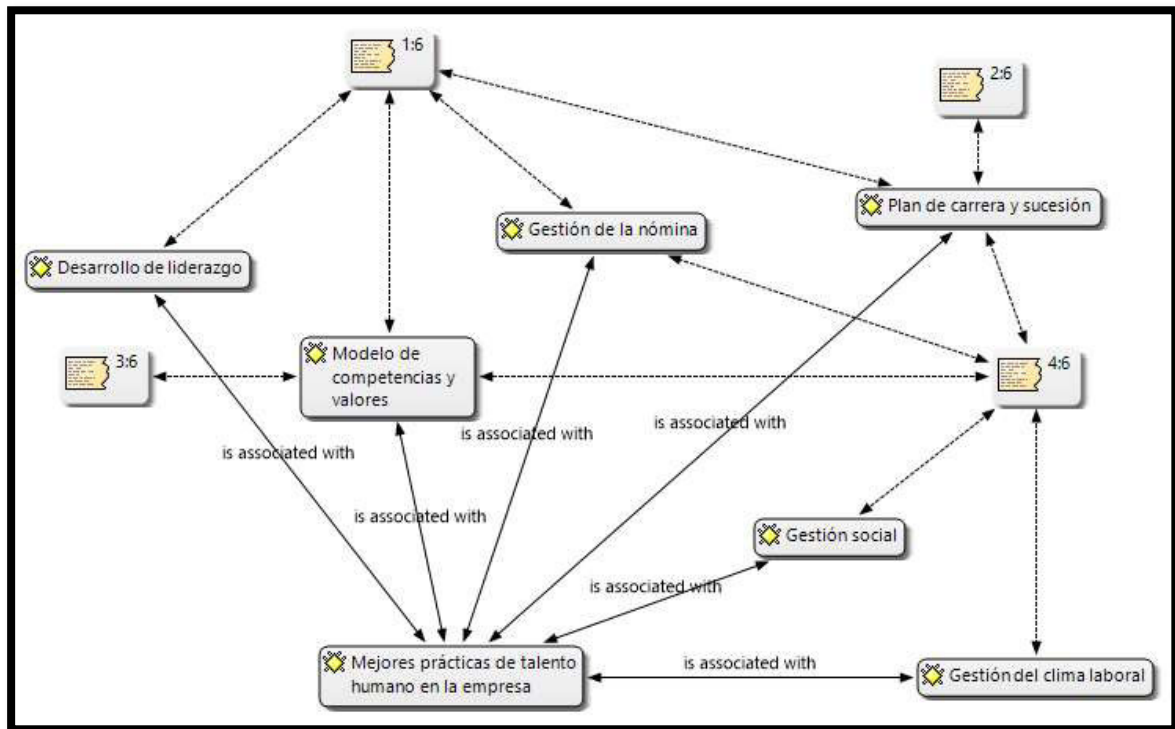 1:6
2:6
Plan de carrera y sucesión
Gestión de la nómina
Desarrollo de liderazgo
Modelo de
competencias y
valores
3:6
4:6
is associated with
is associated with
is associated with
is associated with
Gestión social
is associated with
Mejores prácticas de talento
humano en la empresa
is associated with
Gestión del clima laboral